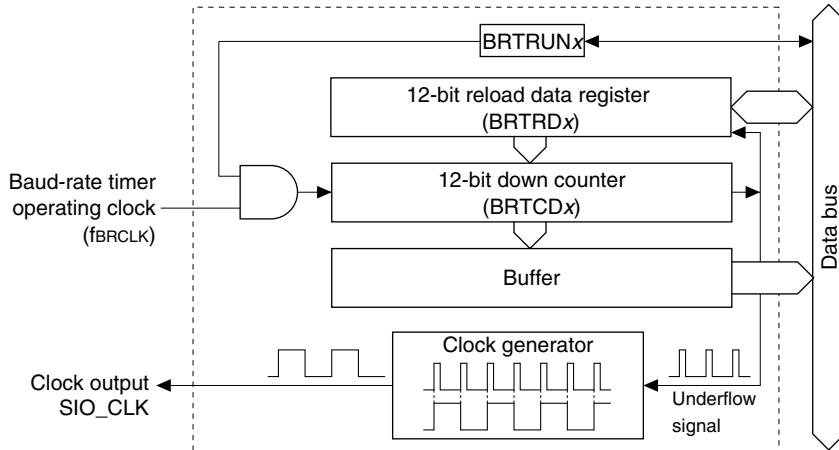 BRTRUNx
12-bit reload data register
(BRTRDx)
Baud-rate timer
operating clock
(fBRCLK)
12-bit down counter
(BRTCDx)
Buffer
Data bus
Clock generator
Clock output
SIO_CLK
Underflow
signal